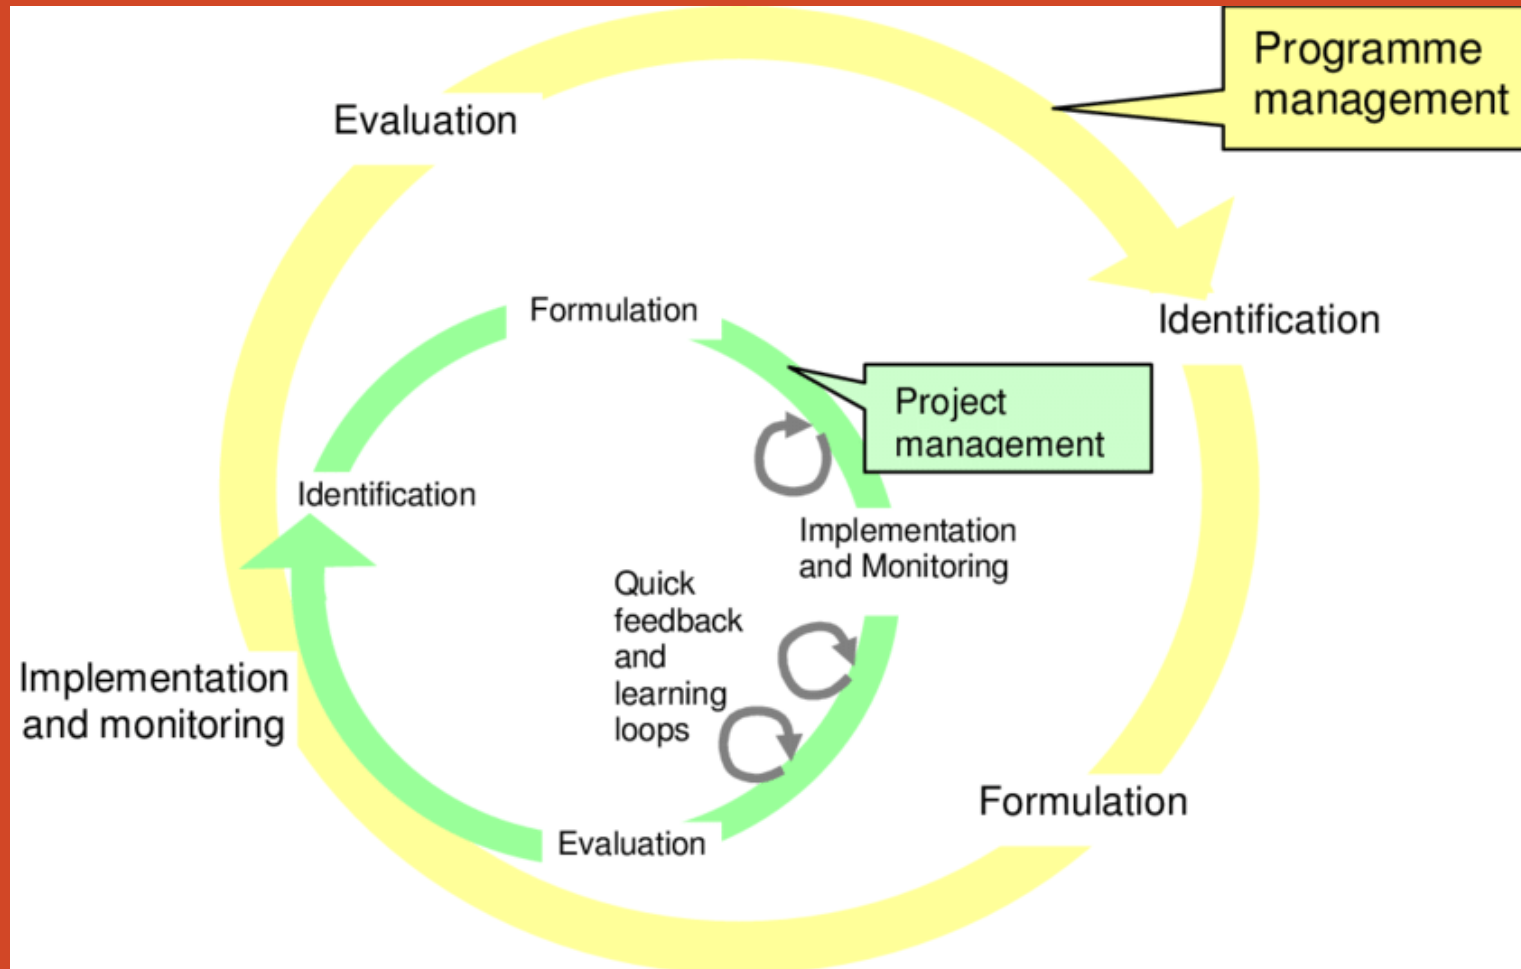 Programme
management
Evaluation
Identification
Formulation
Project
management
Identification
Implementation
and Monitoring
Quick
feedback
and
learning
loops
Implementation
and monitoring
Formulation
Evaluation